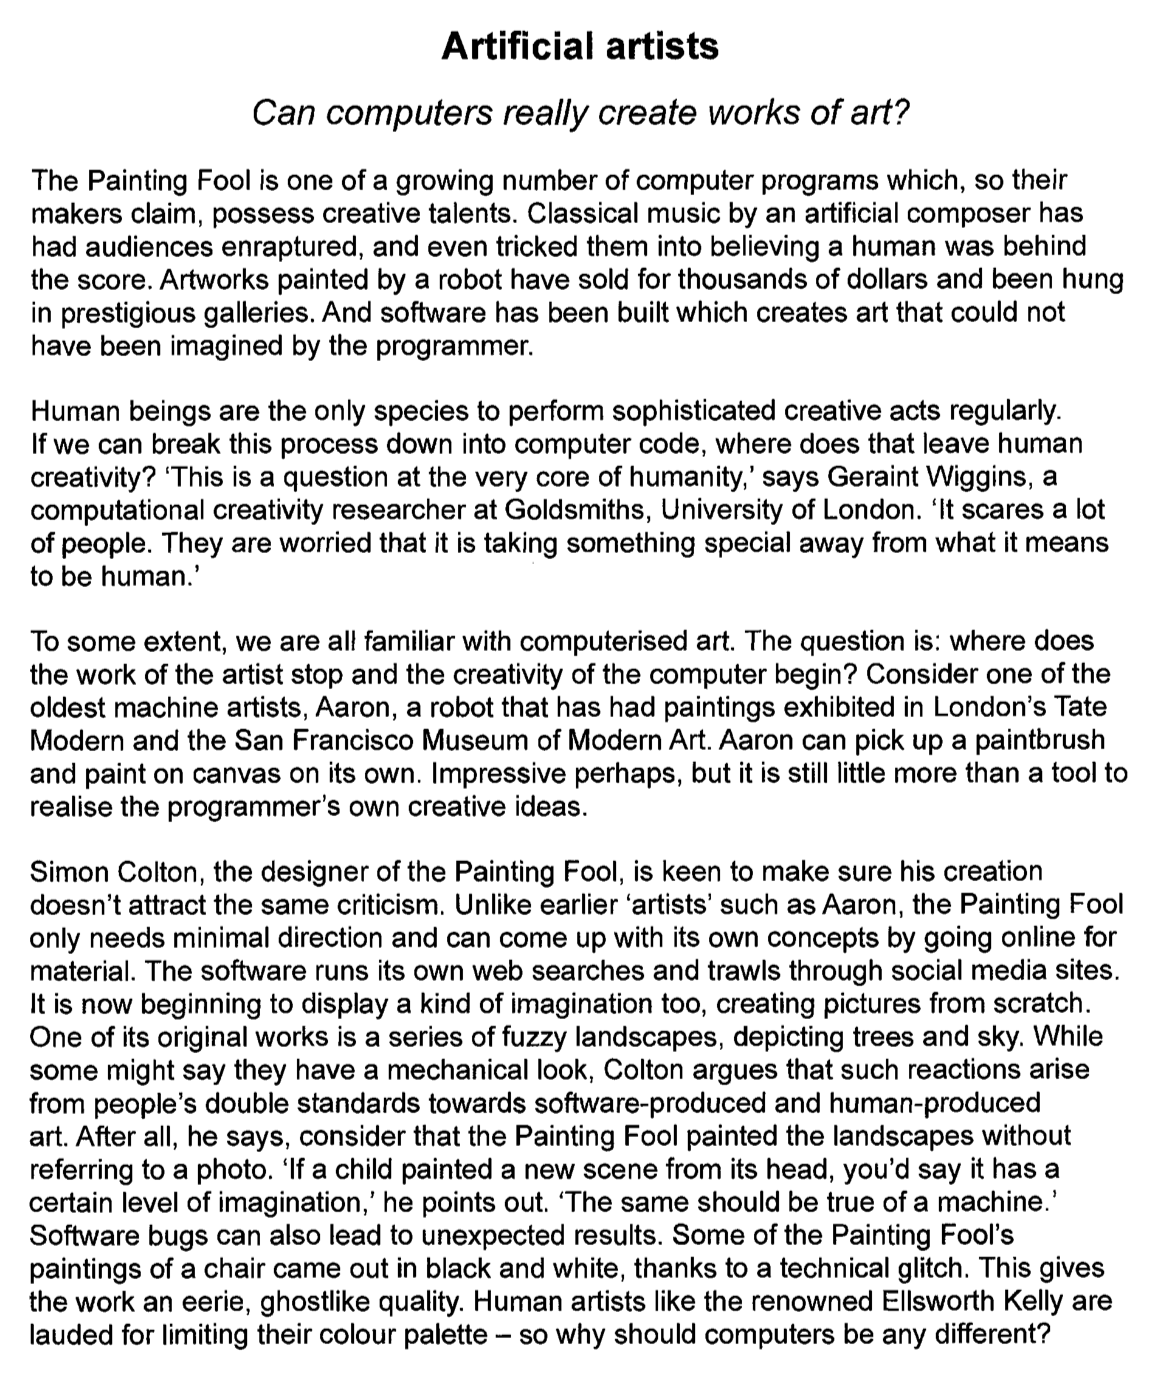 Artificial artists
Can computers really create works of art?
The Painting Fool is one of a growing number of computer programs which, so their
makers claim, possess creative talents. Classical music by an artificial composer has
had audiences enraptured, and even tricked them into believing a human was behind
the score. Artworks painted by a robot have sold for thousands of dollars and been hung
in prestigious galleries. And software has been built which creates art that could not
have been imagined by the programmer.
Human beings are the only species to perform sophisticated creative acts regularly.
If we can break this process down into computer code, where does that leave human
creativity? ‘This is a question at the very core of humanity,’ says Geraint Wiggins, a
computational creativity researcher at Goldsmiths, University of London. ‘It scares a lot
of people. They are worried that it is taking something special away from what it means
to be human.’
To some extent, we are all familiar with computerised art. The question is: where does
the work of the artist stop and the creativity of the computer begin? Consider one of the
oldest machine artists, Aaron, a robot that has had paintings exhibited in London’s Tate
Modern and the San Francisco Museum of Modern Art. Aaron can pick up a paintbrush
and paint on canvas on its own. Impressive perhaps, but it is still little more than a tool to
realise the programmer’s own creative ideas.
Simon Colton, the designer of the Painting Fool, is keen to make sure his creation
doesn’t attract the same criticism. Unlike earlier ‘artists’ such as Aaron, the Painting Fool
only needs minimal direction and can come up with its own concepts by going online for
material. The software runs its own web searches and trawls through social media sites.
It is now beginning to display a kind of imagination too, creating pictures from scratch.
One of its original works is a series of fuzzy landscapes, depicting trees and sky. While
some might say they have a mechanical look, Colton argues that such reactions arise
from people’s double standards towards software-produced and human-produced
art. After all, he says, consider that the Painting Fool painted the landscapes without
referring to a photo. ‘If a child painted a new scene from its head, you’d say it has a
certain level of imagination,’ he points out. ‘The same should be true of a machine.’
Software bugs can also lead to unexpected results. Some of the Painting Fool’s
paintings of a chair came out in black and white, thanks to a technical glitch. This gives
the work an eerie, ghostlike quality. Human artists like the renowned Ellsworth Kelly are
lauded for limiting their colour palette – so why should computers be any different?